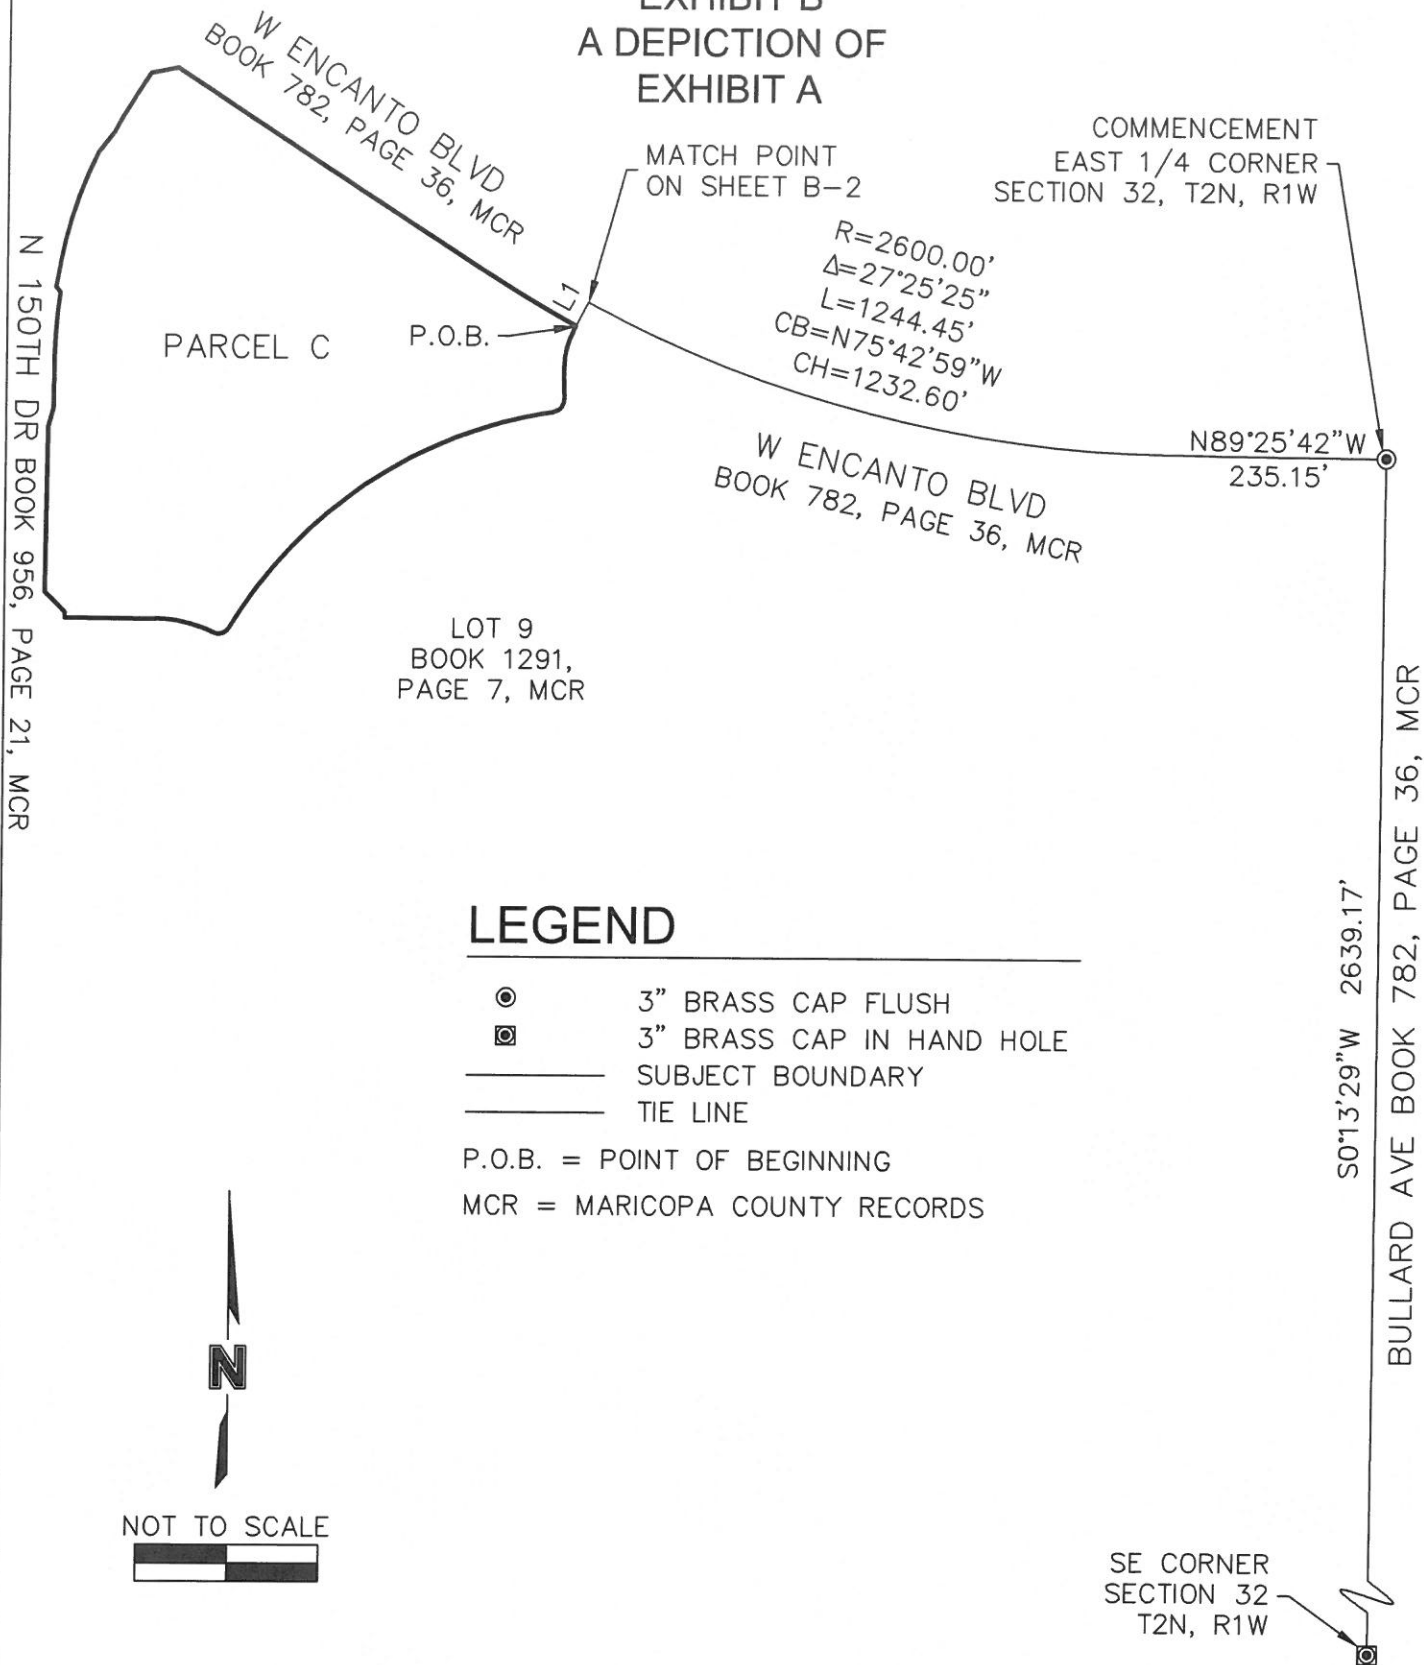 EXHIBIT B
A DEPICTION OF
EXHIBIT A
W ENCANTO BLVD
BOOK 782, PAGE 36, MCR
MATCH POINT
ON SHEET B-2
COMMENCEMENT
EAST 1/4 CORNER
SECTION 32, T2N, R1W
R=2600.00'
Δ=27°25'25"
L=1244.45'
CB=N75°42'59"W
CH=1232.60'
L1
P.O.B.
PARCEL C
N 150TH DR BOOK 956, PAGE 21, MCR
N89°25'42"W
235.15'
W ENCANTO BLVD
BOOK 782, PAGE 36, MCR
LOT 9
BOOK 1291,
PAGE 7, MCR
S0°13'29"W 2639.17'
BULLARD AVE BOOK 782, PAGE 36, MCR
LEGEND
3" BRASS CAP FLUSH
3" BRASS CAP IN HAND HOLE
SUBJECT BOUNDARY
TIE LINE
P.O.B. = POINT OF BEGINNING
MCR = MARICOPA COUNTY RECORDS
N
NOT TO SCALE
SE CORNER
SECTION 32
T2N, R1W